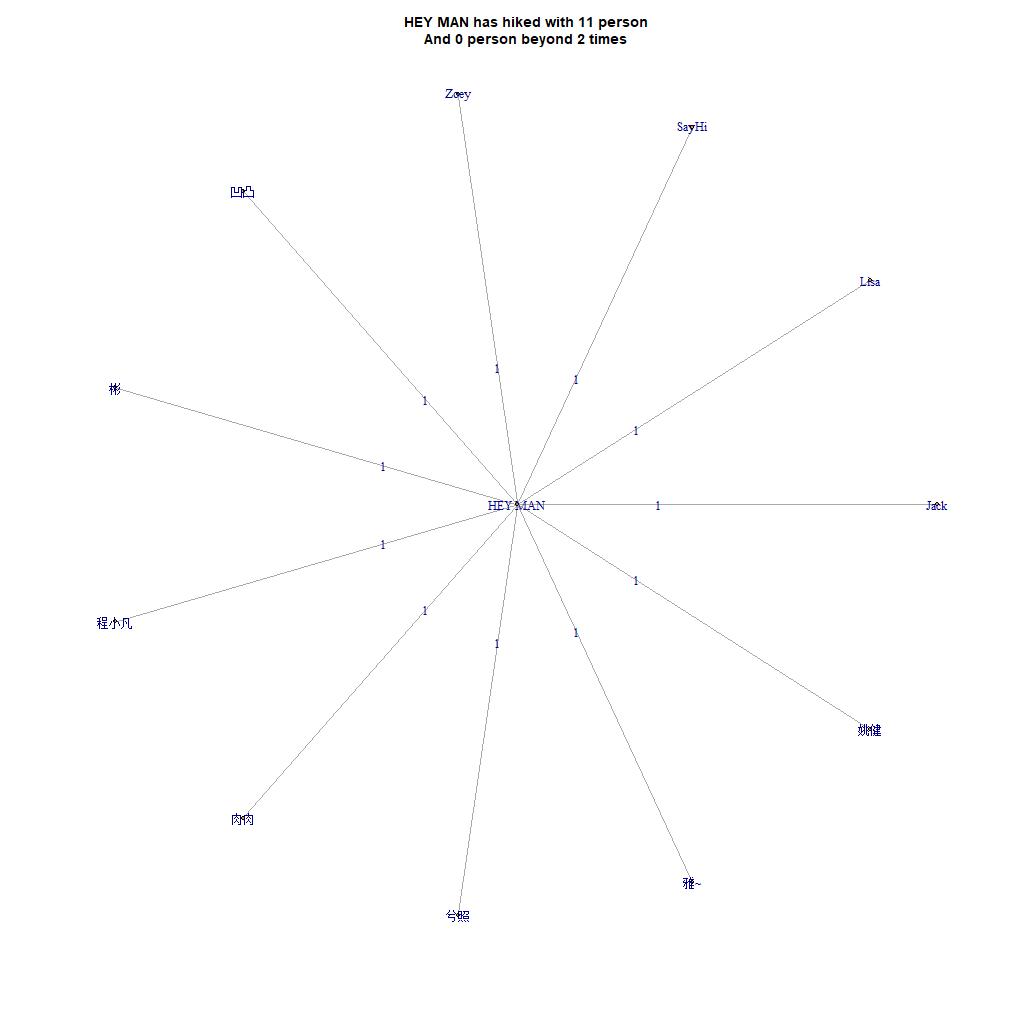 HEY MAN has hiked with 11 person
And 0 person beyond 2 times
Zoey
SayHi
凹凸
Lisa
1
1
彬
1
1
1
1
HEY MAN
1
Jack
1
1
1
程小凡
1
1
姚健
肉肉
雅~
兮照